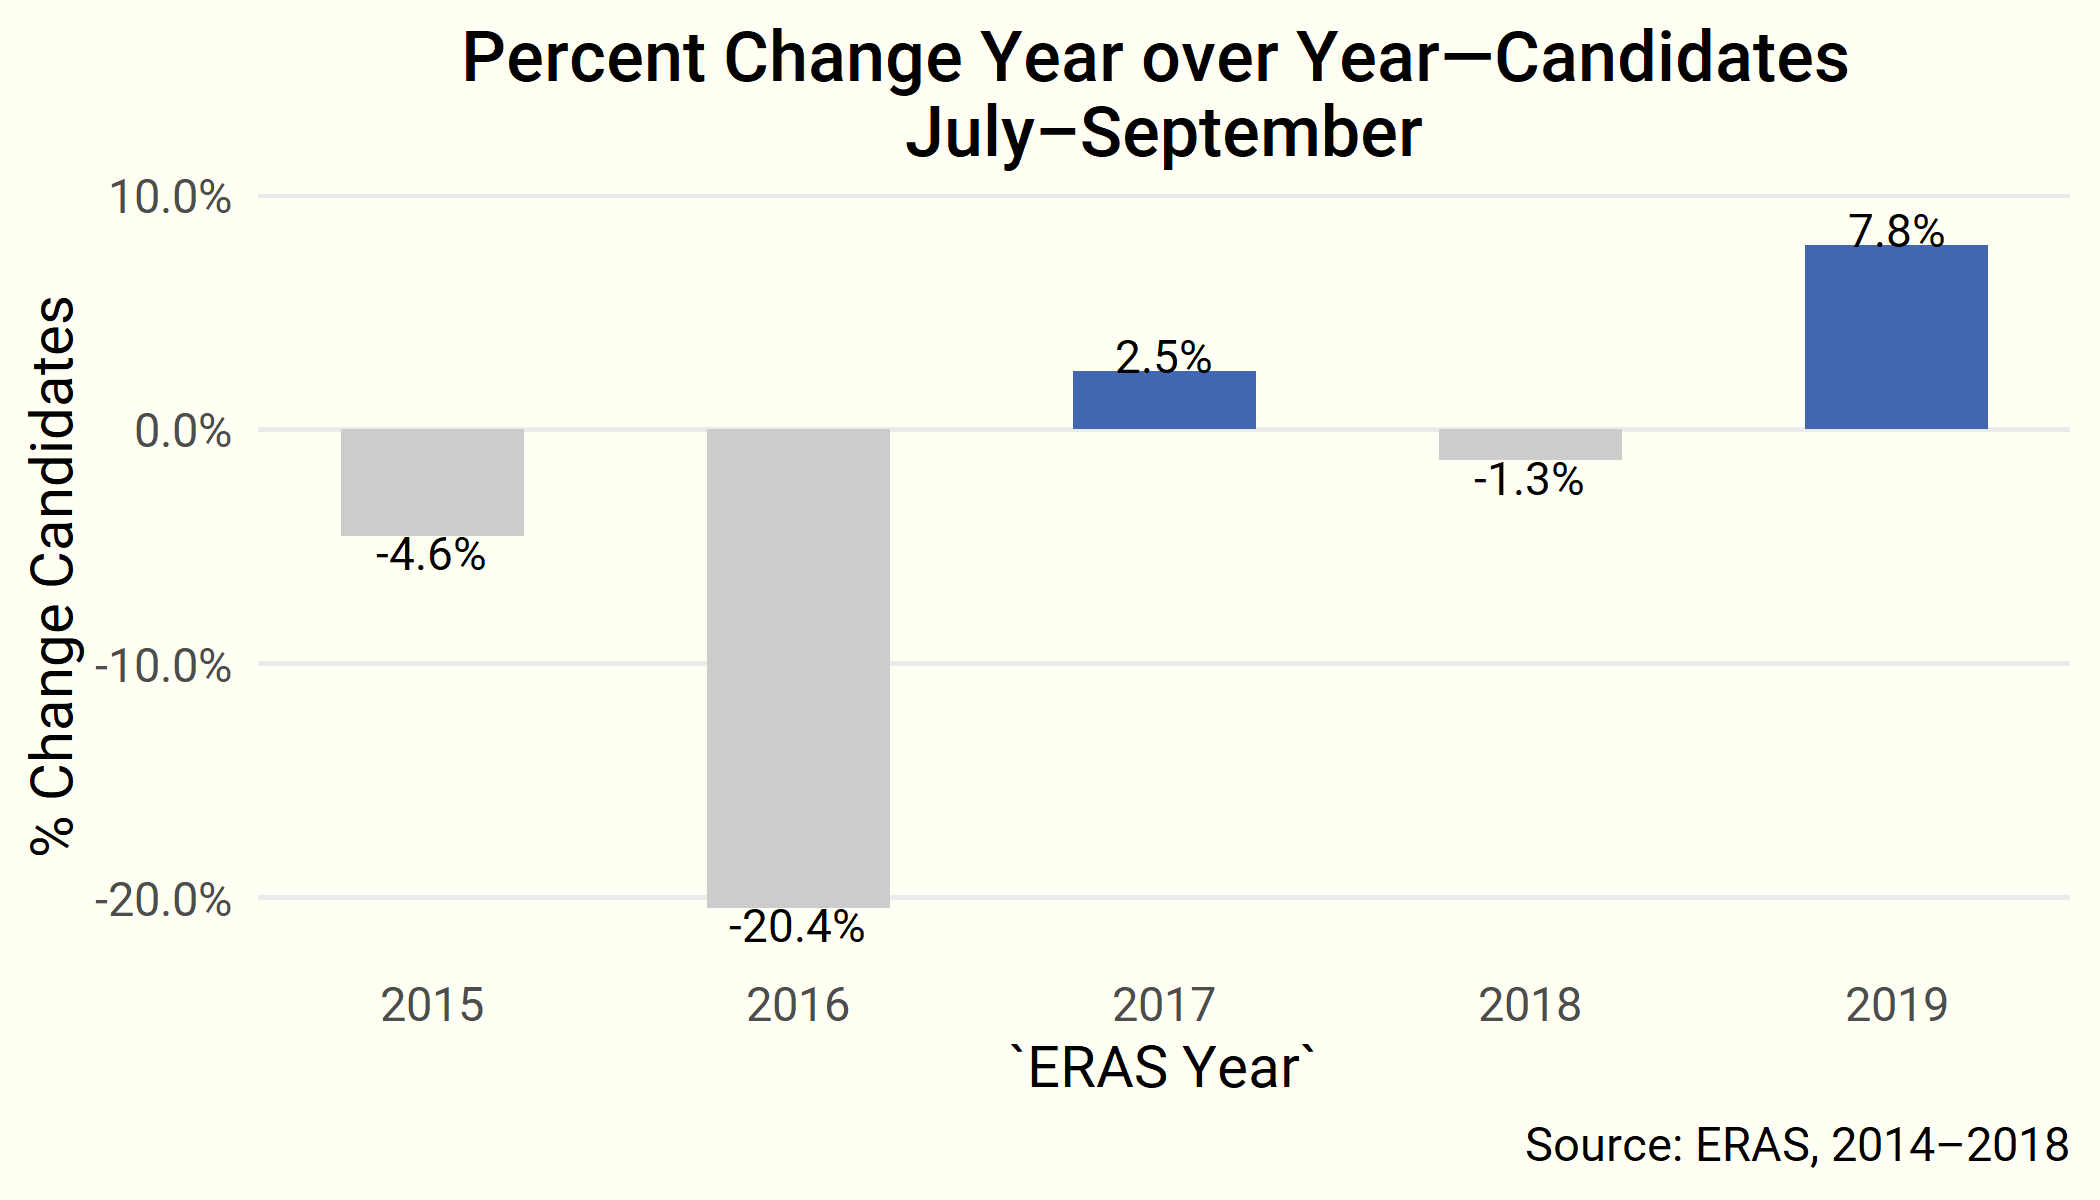 Percent Change Year over Year—Candidates
July–September
10.0%
0.0%
-10.0%
-20.0%
% Change Candidates
-4.6%
-20.4%
2.5%
-1.3%
7.8%
2015
2016
2017
2018
2019
`ERAS Year`
Source: ERAS, 2014–2018